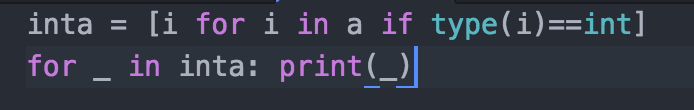 inta = [i for i in a if type(i)==int]
for _ in inta: print(_)